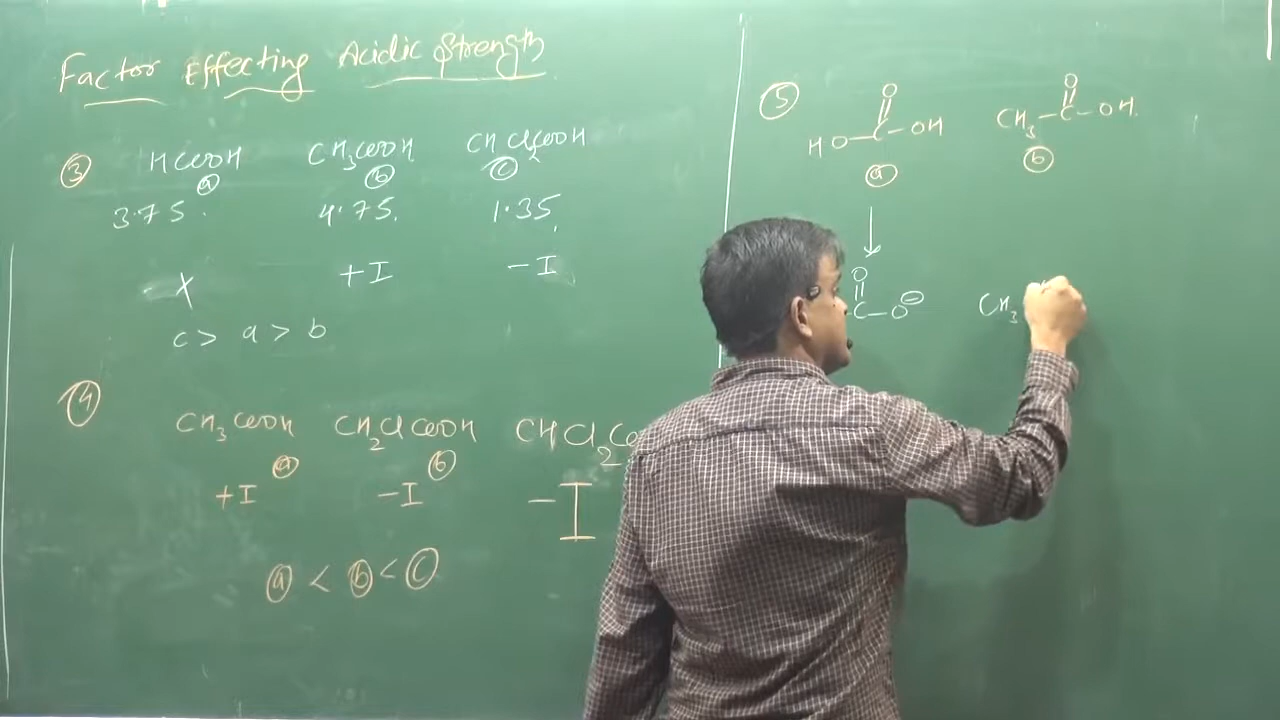 Factor Effecting Acidic Strength
③ HCOOH CH₃COOH CHCl₂COOH
ⓐ ⓑ ⓒ
3.75. 4.75. 1.35.
X +I -I
c > a > b
④
CH₃COOH CH₂ClCOOH CHCl₂Co
ⓐ ⓑ
+I -I -I
ⓐ < ⓑ < ⓒ
⑤ O O
|| ||
HO-C-OH CH₃-C-OH.
ⓐ ⓑ
↓
O
||
C-O⊖ CH₃